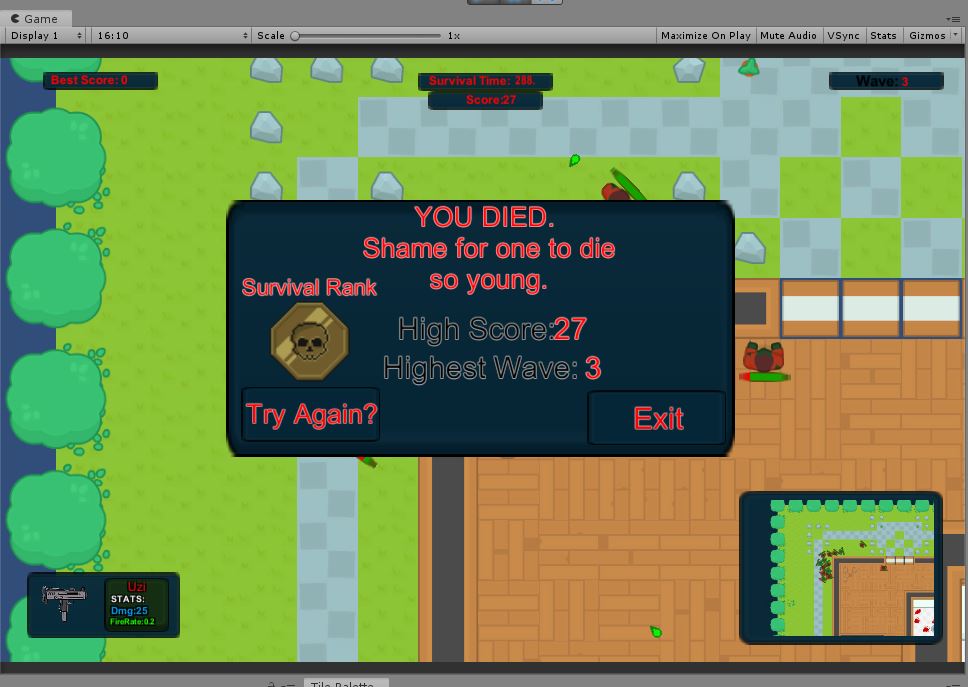 Game
Display 1
16:10
Scale
1x
Maximize On Play
Mute Audio
VSync
Stats
Gizmos
Best Score: 0
Survival Time: 288.
Score:27
Wave: 3
YOU DIED.
Shame for one to die
so young.
Survival Rank
High Score:27
Highest Wave: 3
Try Again?
Exit
Uzi
STATS:
Dmg:25
FireRate:0.2
Tile Palette